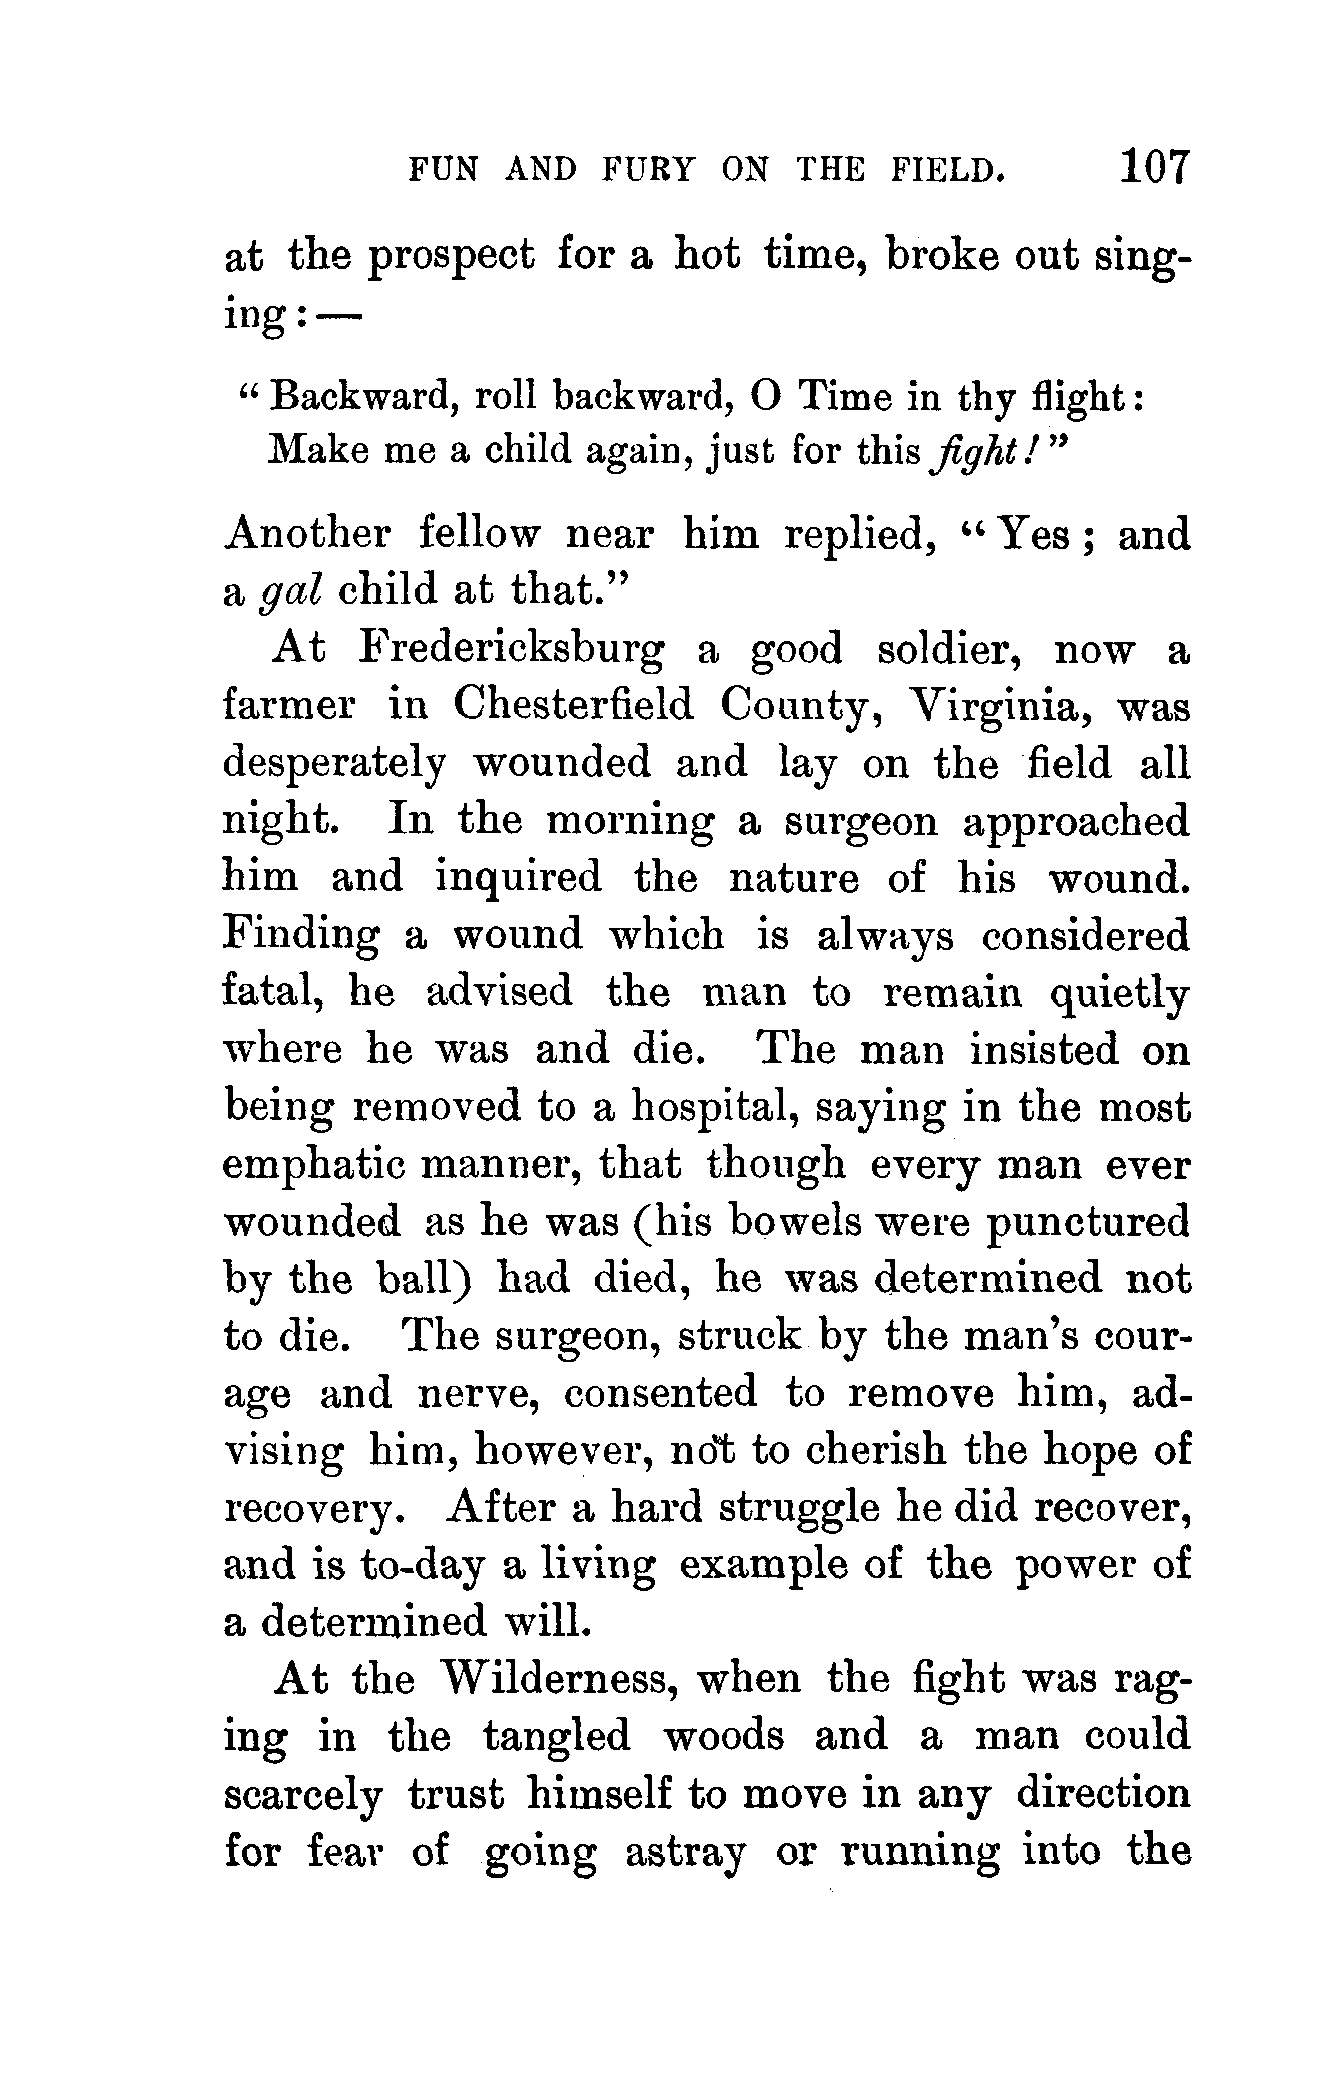 FUN AND FURY ON THE FIELD. 107
at the prospect for a hot time, broke out sing-
ing: —
“Backward, roll backward, O Time in thy flight:
Make me a child again, just for this fight!”
Another fellow near him replied, “Yes; and
a gal child at that.”
At Fredericksburg a good soldier, now a
farmer in Chesterfield County, Virginia, was
desperately wounded and lay on the field all
night. In the morning a surgeon approached
him and inquired the nature of his wound.
Finding a wound which is always considered
fatal, he advised the man to remain quietly
where he was and die. The man insisted on
being removed to a hospital, saying in the most
emphatic manner, that though every man ever
wounded as he was (his bowels were punctured
by the ball) had died, he was determined not
to die. The surgeon, struck by the man’s cour-
age and nerve, consented to remove him, ad-
vising him, however, not to cherish the hope of
recovery. After a hard struggle he did recover,
and is to-day a living example of the power of
a determined will.
At the Wilderness, when the fight was rag-
ing in the tangled woods and a man could
scarcely trust himself to move in any direction
for fear of going astray or running into the